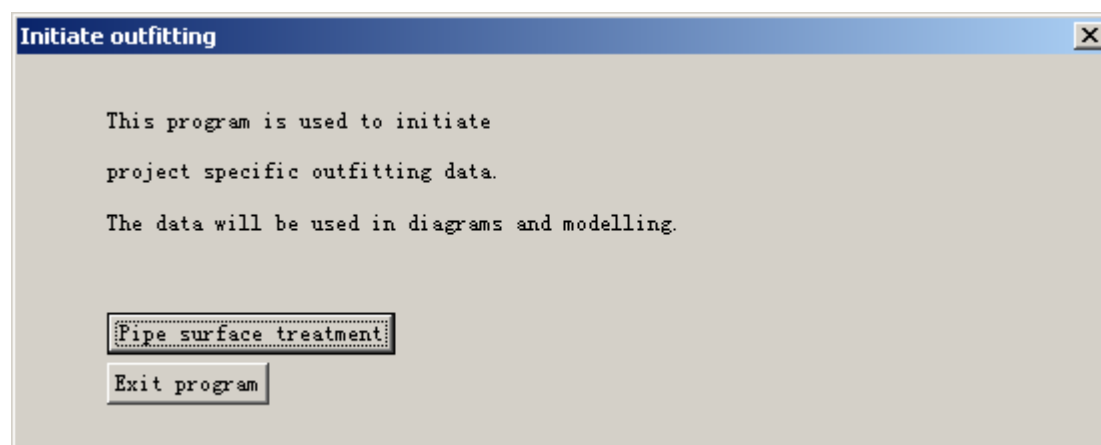 Initiate outfitting
This program is used to initiate
project specific outfitting data.
The data will be used in diagrams and modelling.
Pipe surface treatment
Exit program